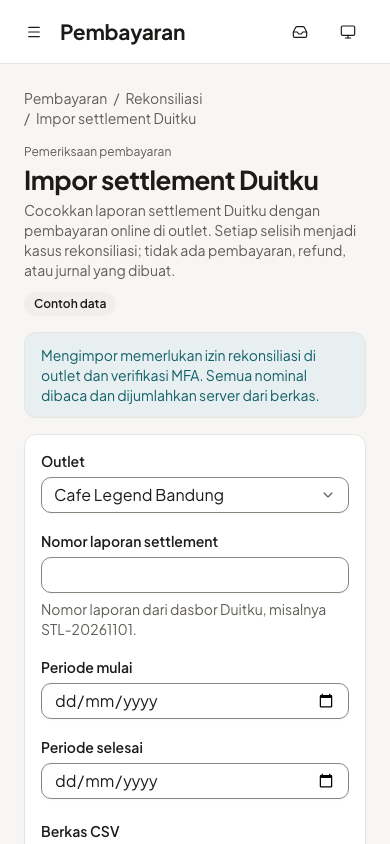 Pembayaran
Pembayaran / Rekonsiliasi
/ Impor settlement Duitku
Pemeriksaan pembayaran
Impor settlement Duitku
Cocokkan laporan settlement Duitku dengan
pembayaran online di outlet. Setiap selisih menjadi
kasus rekonsiliasi; tidak ada pembayaran, refund,
atau jurnal yang dibuat.
Contoh data
Mengimpor memerlukan izin rekonsiliasi di
outlet dan verifikasi MFA. Semua nominal
dibaca dan dijumlahkan server dari berkas.
Outlet
Cafe Legend Bandung
Nomor laporan settlement
Nomor laporan dari dasbor Duitku, misalnya
STL-20261101.
Periode mulai
dd/mm/yyyy
Periode selesai
dd/mm/yyyy
Berkas CSV